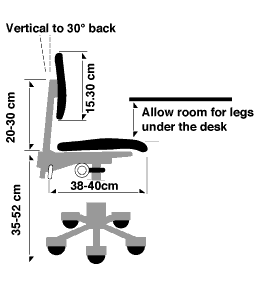 Vertical to 30° back
15.30 cm
20-30 cm
Allow room for legs
under the desk
38-40cm
35-52 cm